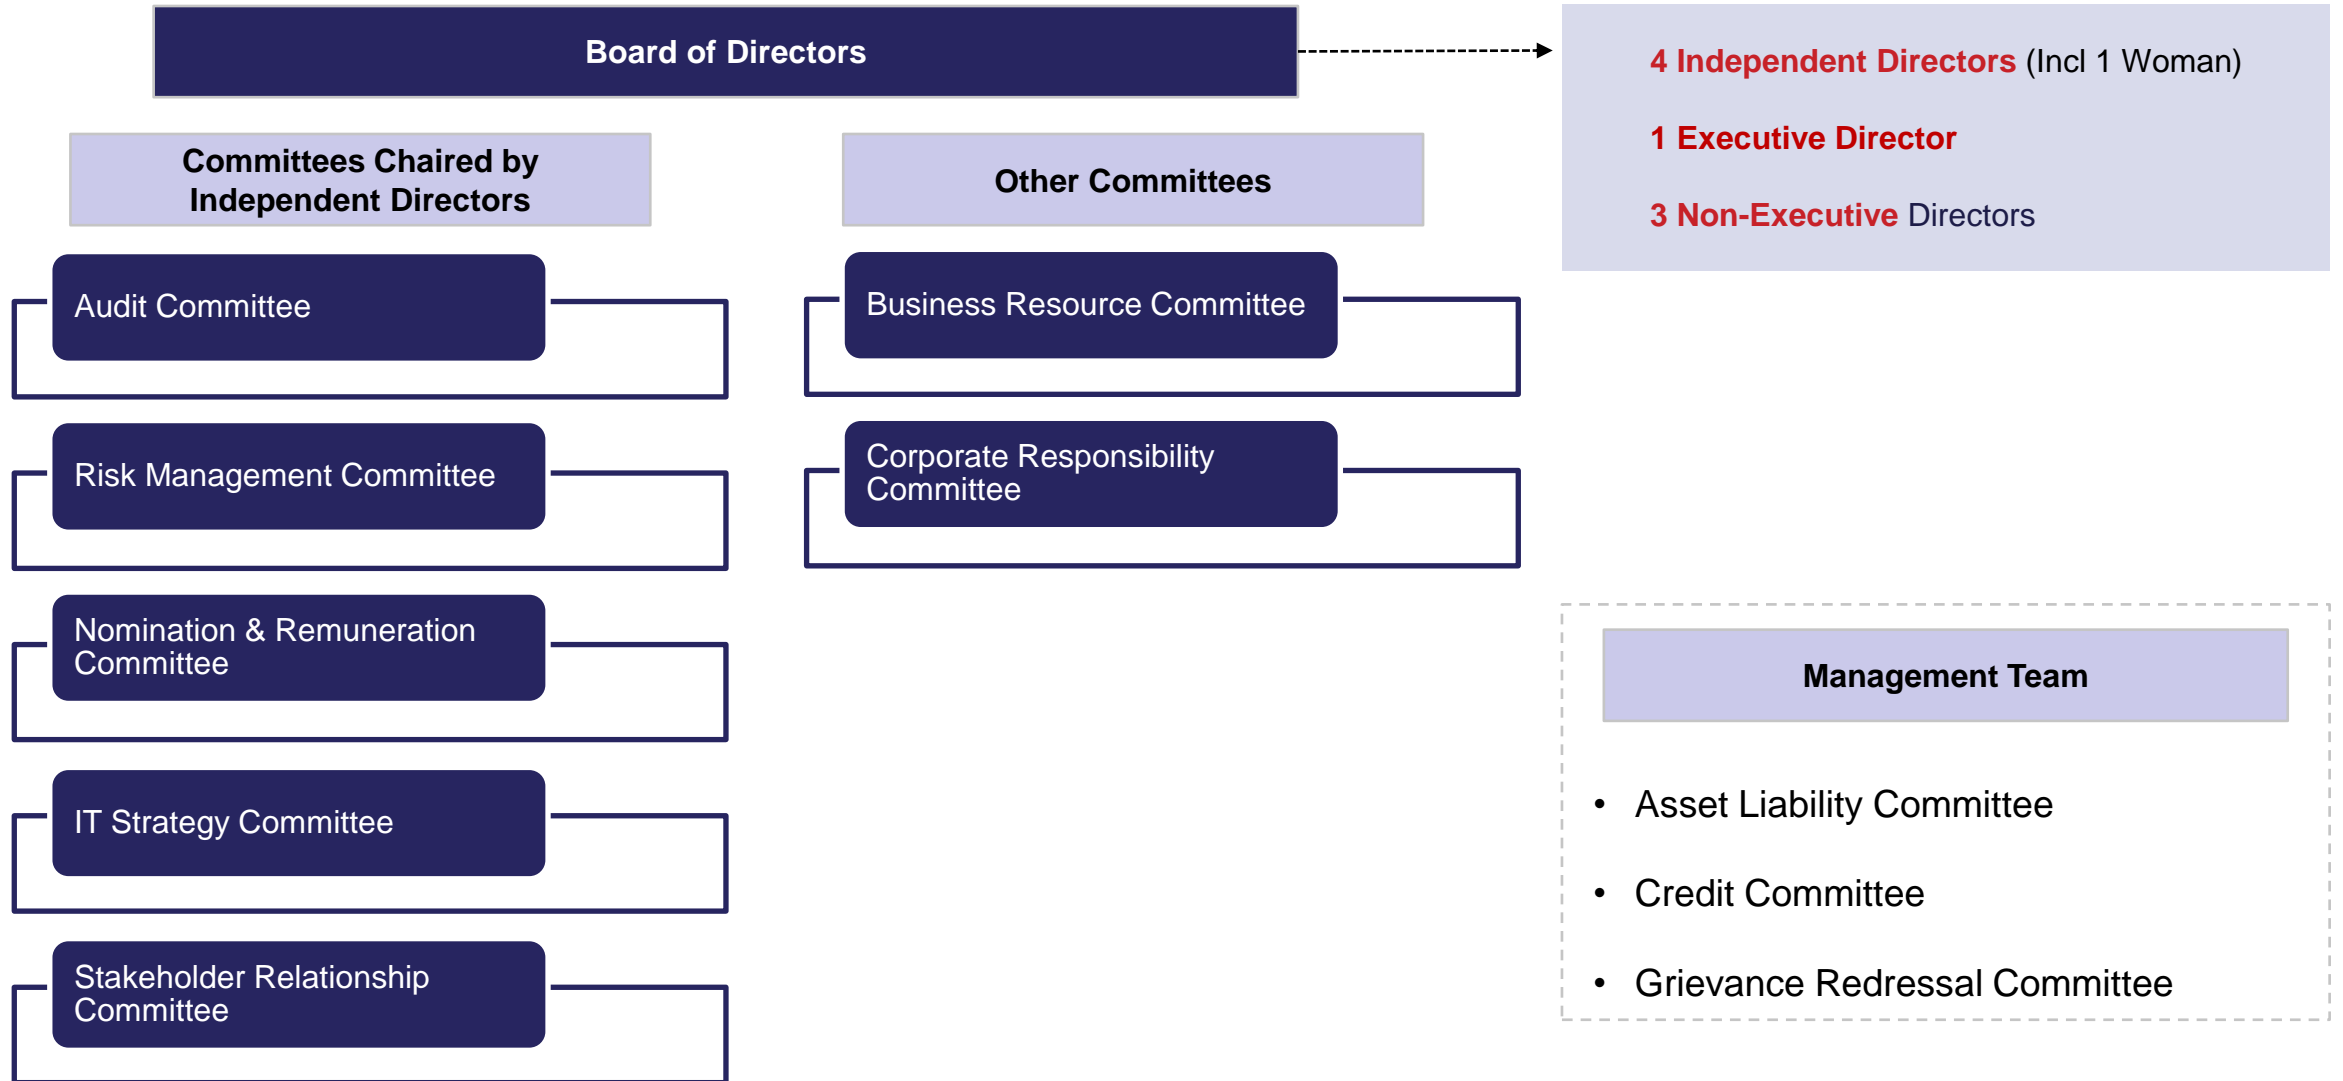 Board of Directors
4 Independent Directors (Incl 1 Woman)
1 Executive Director
3 Non-Executive Directors
Committees Chaired by
Independent Directors
Audit Committee
Risk Management Committee
Nomination & Remuneration
Committee
IT Strategy Committee
Stakeholder Relationship
Committee
Other Committees
Business Resource Committee
Corporate Responsibility
Committee
Management Team
• Asset Liability Committee
• Credit Committee
• Grievance Redressal Committee